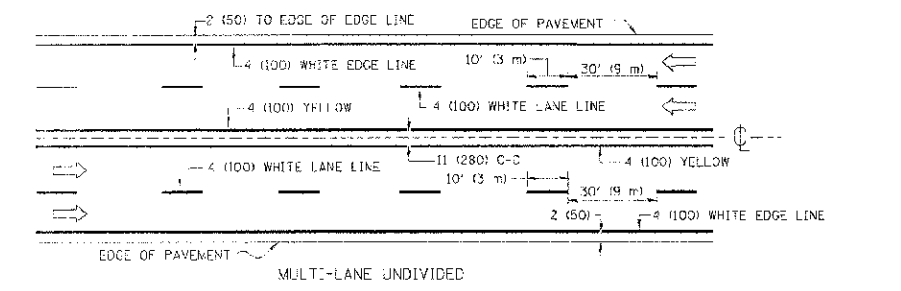 2 (50) TO EDGE OF EDGE LINE
EDGE OF PAVEMENT
4 (100) WHITE EDGE LINE
10' (3 m)
30' (9 m)
4 (100) YELLOW
4 (100) WHITE LANE LINE
℄
4 (100) WHITE LANE LINE
11 (280) C-C
4 (100) YELLOW
10' (3 m)
30' (9 m)
2 (50)
4 (100) WHITE EDGE LINE
EDGE OF PAVEMENT
MULTI-LANE UNDIVIDED